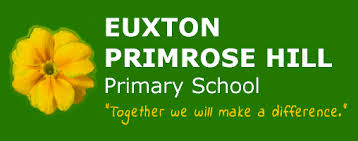 EUXTON
PRIMROSE HILL
Primary School
"Together we will make a difference."